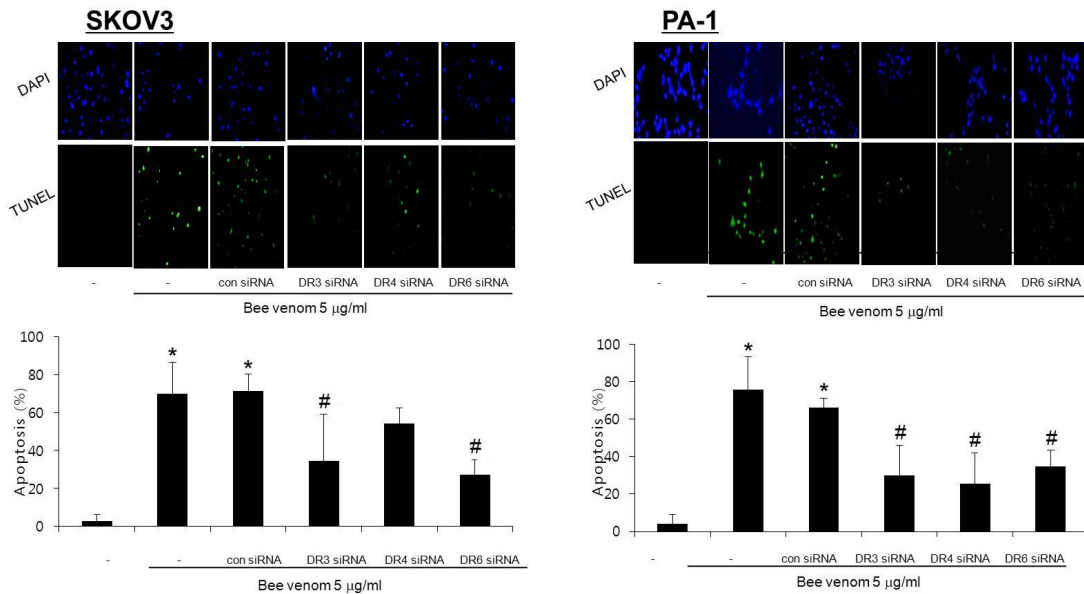 SKOV3
DAPI
TUNEL
- - con siRNA DR3 siRNA DR4 siRNA DR6 siRNA
Bee venom 5 μg/ml
Apoptosis (%)
100
80
60
40
20
0
* * # #
- - con siRNA DR3 siRNA DR4 siRNA DR6 siRNA
Bee venom 5 μg/ml
PA-1
DAPI
TUNEL
- - con siRNA DR3 siRNA DR4 siRNA DR6 siRNA
Bee venom 5 μg/ml
Apoptosis (%)
100
80
60
40
20
0
* * # # #
- - con siRNA DR3 siRNA DR4 siRNA DR6 siRNA
Bee venom 5 μg/ml